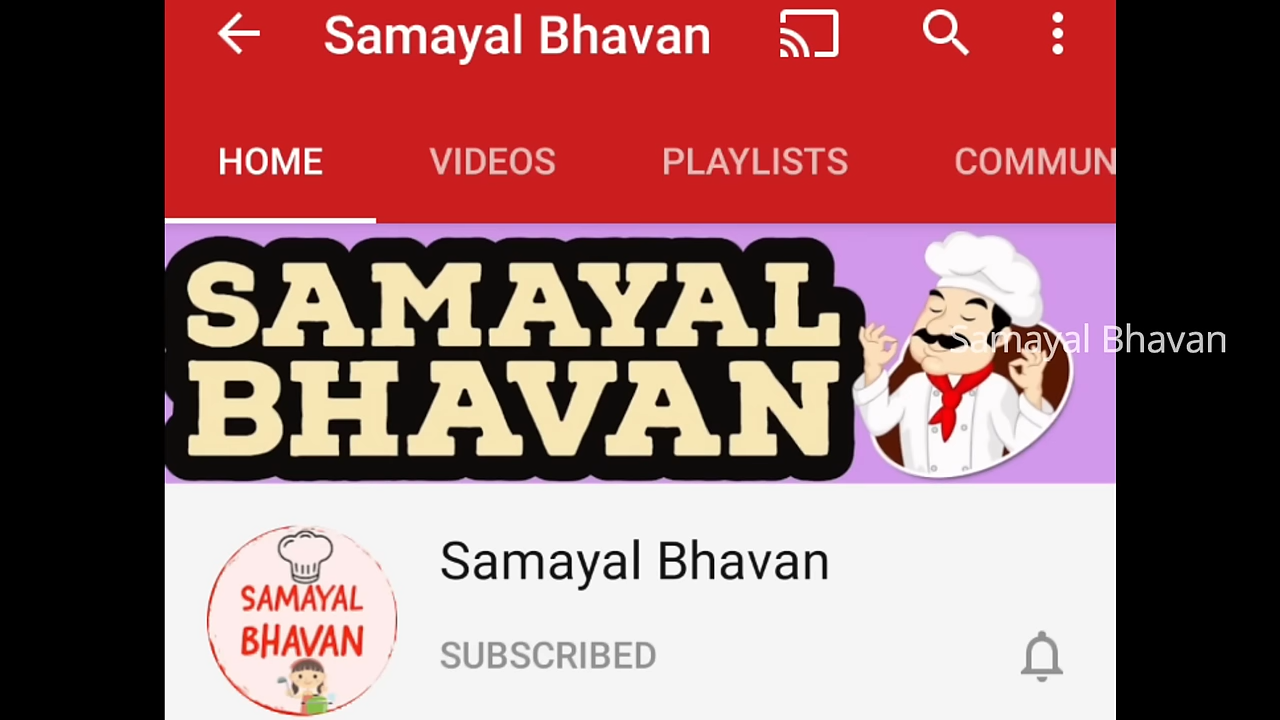 Samayal Bhavan
HOME VIDEOS PLAYLISTS COMMUN
SAMAYAL
BHAVAN
Samayal Bhavan
Samayal Bhavan
SAMAYAL
BHAVAN
SUBSCRIBED